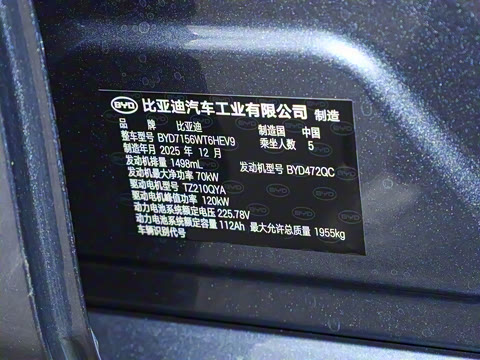 BYD 比亚迪汽车工业有限公司 制造
品 牌 比亚迪 制造国 中国
整车型号 BYD7156WT6HEV9 乘坐人数 5
制造年月 2025 年 12 月
发动机排量 1498mL 发动机型号 BYD472QC
发动机最大净功率 70kW
驱动电机型号 TZ210QYA
驱动电机峰值功率 120kW
动力电池系统额定电压 225.78V
动力电池系统额定容量 112Ah 最大允许总质量 1955kg
车辆识别代号